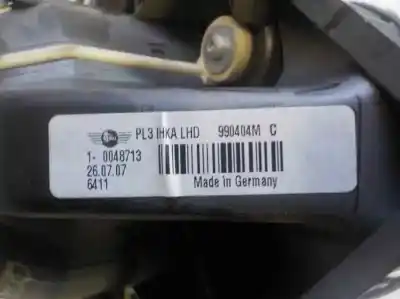 PL3 IHKA LHD 990404M C
1- 0048713
26.07.07
6411 Made in Germany